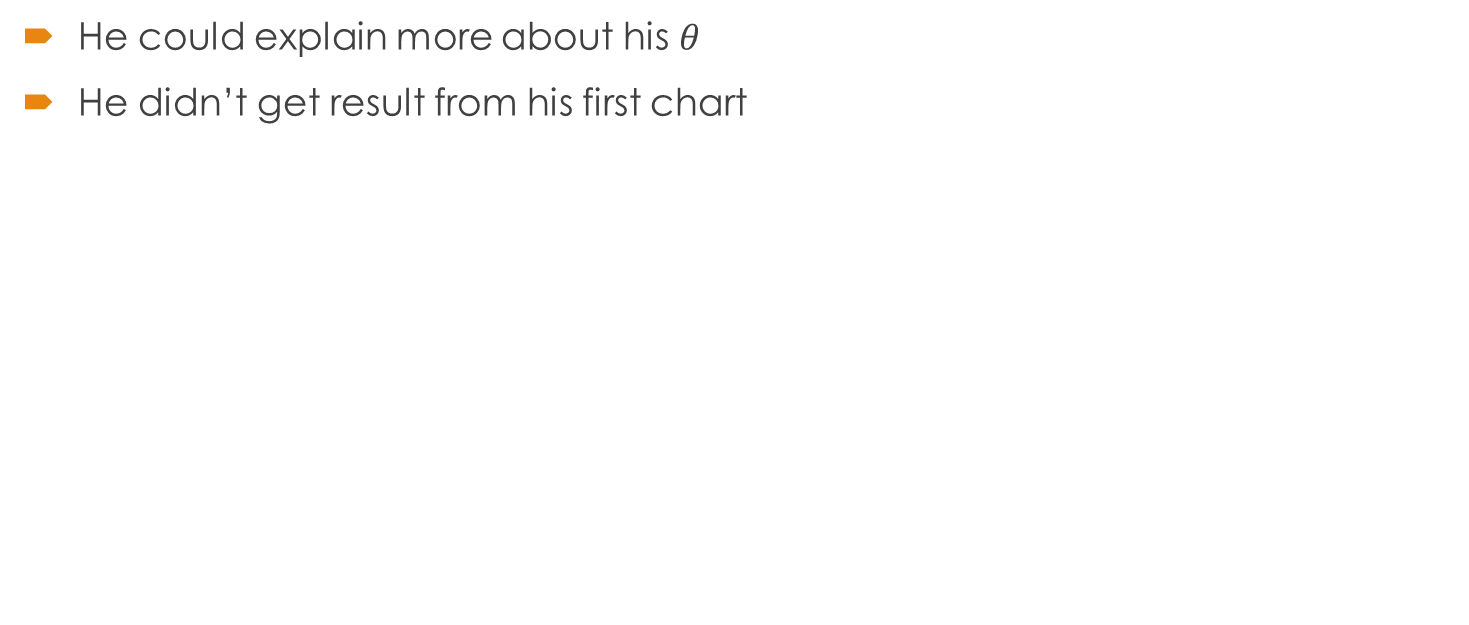 He could explain more about his 𝜃
He didn’t get result from his first chart